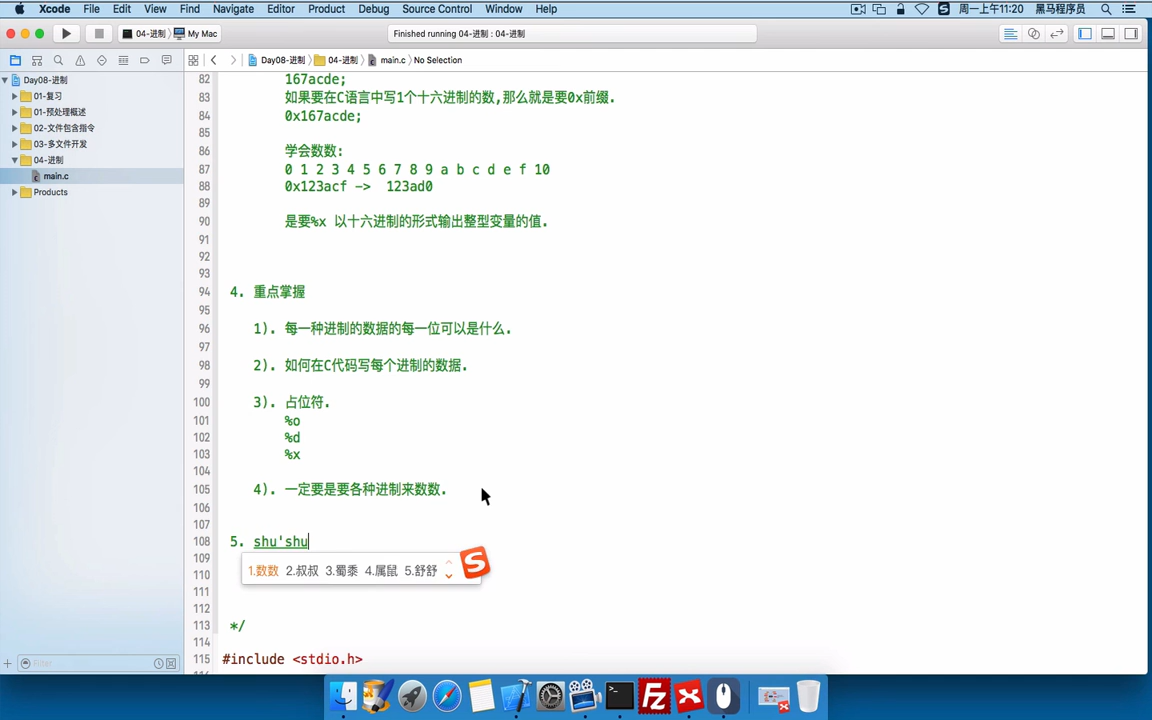 Xcode File Edit View Find Navigate Editor Product Debug Source Control Window Help 周一上午11:20 黑马程序员
04-进制 My Mac Finished running 04-进制 : 04-进制
Day08-进制 04-进制 main.c No Selection
Day08-进制
01-复习
01-预处理概述
02-文件包含指令
03-多文件开发
04-进制
main.c
Products
82 167acde;
83 如果要在C语言中写1个十六进制的数,那么就是要0x前缀.
84 0x167acde;
85
86 学会数数:
87 0 1 2 3 4 5 6 7 8 9 a b c d e f 10
88 0x123acf -> 123ad0
89
90 是要%x 以十六进制的形式输出整型变量的值.
91
92
93
94 4. 重点掌握
95
96 1). 每一种进制的数据的每一位可以是什么.
97
98 2). 如何在C代码写每个进制的数据.
99
100 3). 占位符.
101 %o
102 %d
103 %x
104
105 4). 一定要是要各种进制来数数.
106
107
108 5. shu'shu
1.数数 2.叔叔 3.蜀黍 4.属鼠 5.舒舒
109
110
111
112
113 */
114
115 #include <stdio.h>
Filter